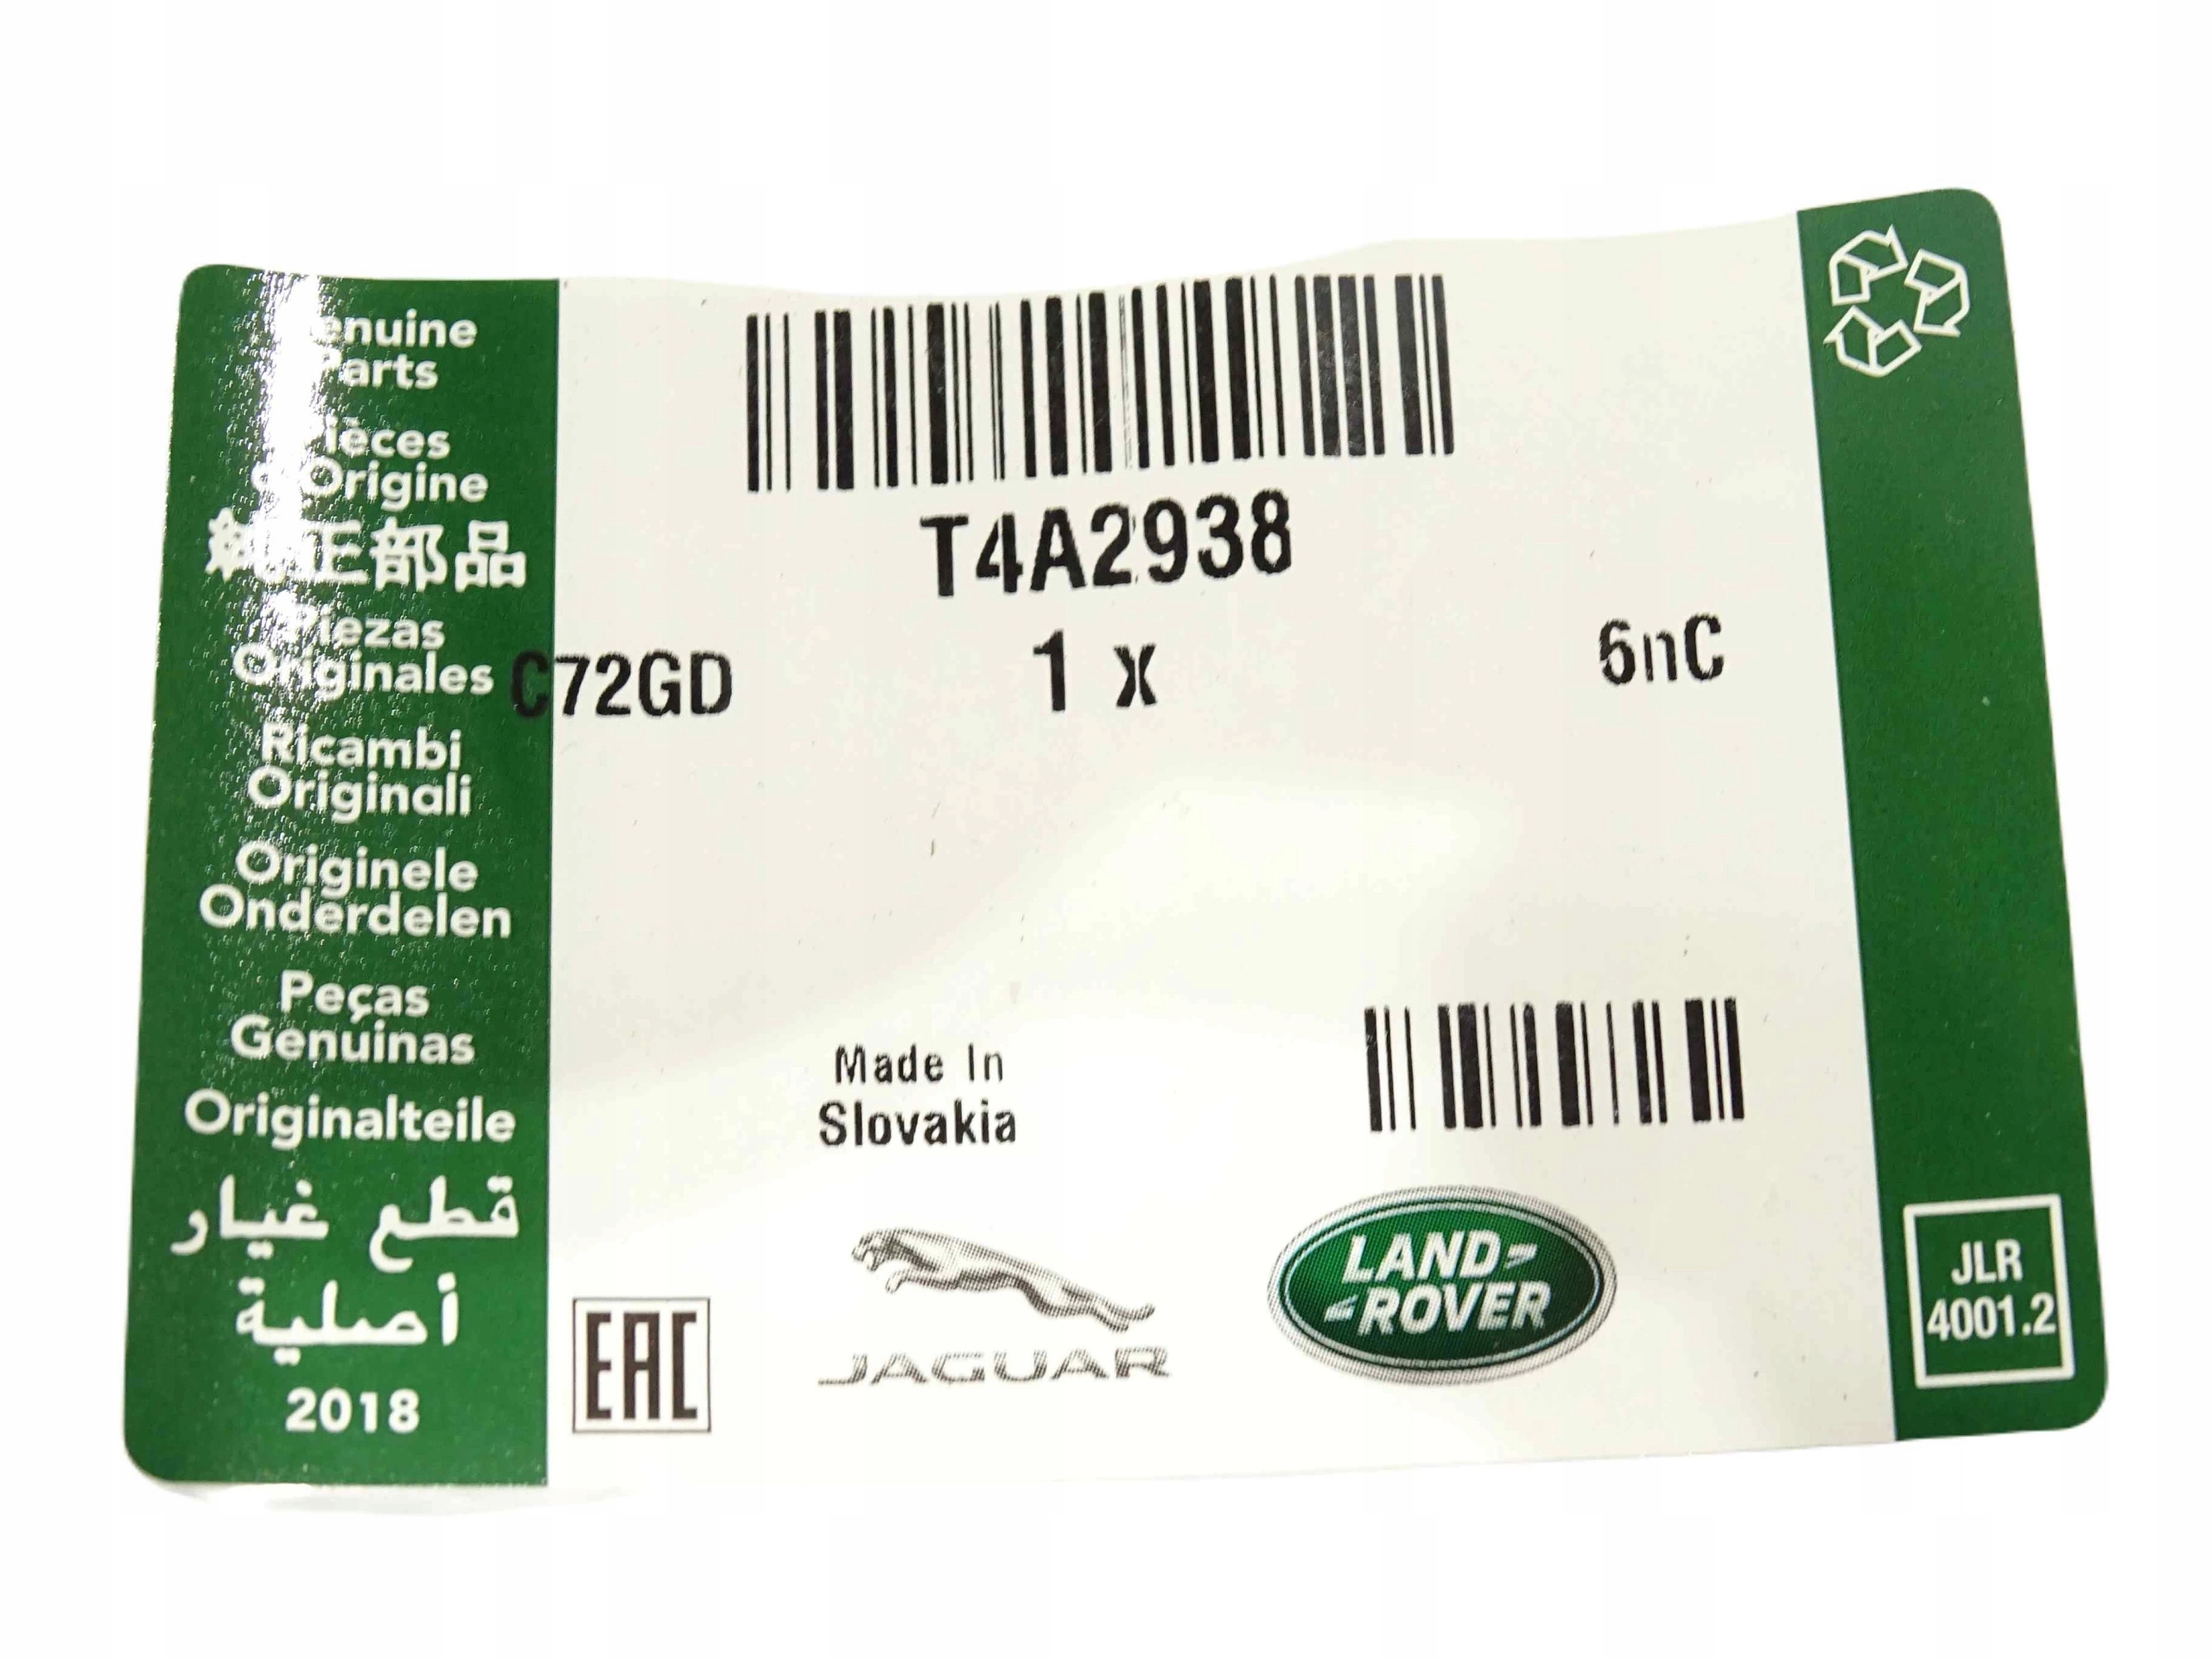 Genuine
Parts
Pièces
d'Origine
純正部品
Piezas
Originales
Ricambi
Originali
Originele
Onderdelen
Peças
Genuinas
Originalteile
قطع غيار
أصلية
2018
T4A2938
C72GD
1 x
6nC
Made In
Slovakia
EAC
JAGUAR
LAND
ROVER
JLR
4001.2